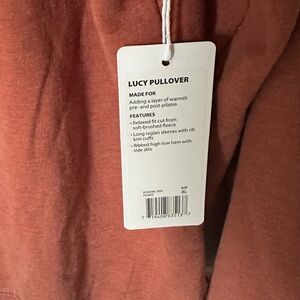 LUCY PULLOVER
MADE FOR
Adding a layer of warmth
pre- and post-pilates
FEATURES
• Relaxed fit cut from
soft-brushed fleece
• Long raglan sleeves with rib
knit cuffs
• Ribbed high-low hem with
side slits
SIZE
XL